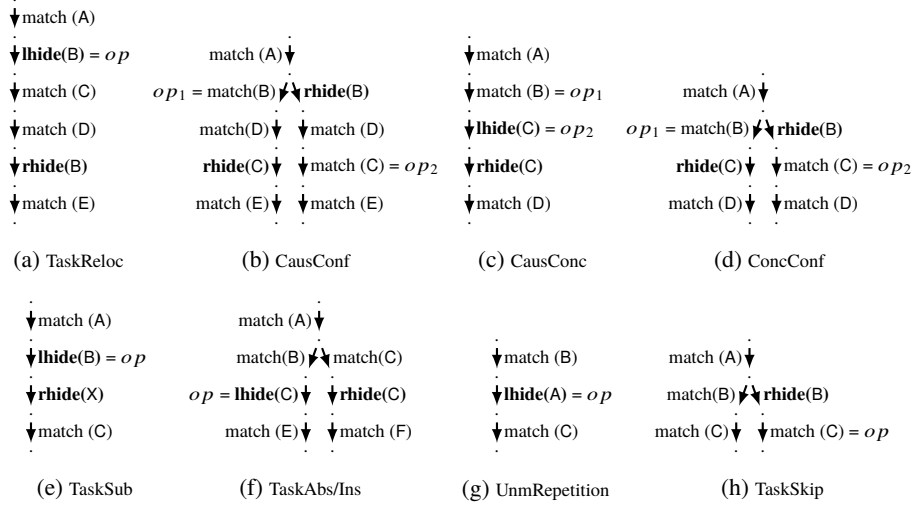 match (A)
lhide(B) = op
match (C)
match (D)
rhide(B)
match (E)
(a) TaskReloc
match (A)
op1 = match(B)
rhide(B)
match(D)
match (D)
rhide(C)
match (C) = op2
match (E)
match (E)
(b) CausConf
match (A)
match (B) = op1
lhide(C) = op2
rhide(C)
match (D)
(c) CausConc
match (A)
op1 = match(B)
rhide(B)
rhide(C)
match (C) = op2
match (D)
match (D)
(d) ConcConf
match (A)
lhide(B) = op
rhide(X)
match (C)
(e) TaskSub
match (A)
match(B)
match(C)
op = lhide(C)
rhide(C)
match (E)
match (F)
(f) TaskAbs/Ins
match (B)
lhide(A) = op
match (C)
(g) UnmRepetition
match (A)
match(B)
rhide(B)
match (C)
match (C) = op
(h) TaskSkip